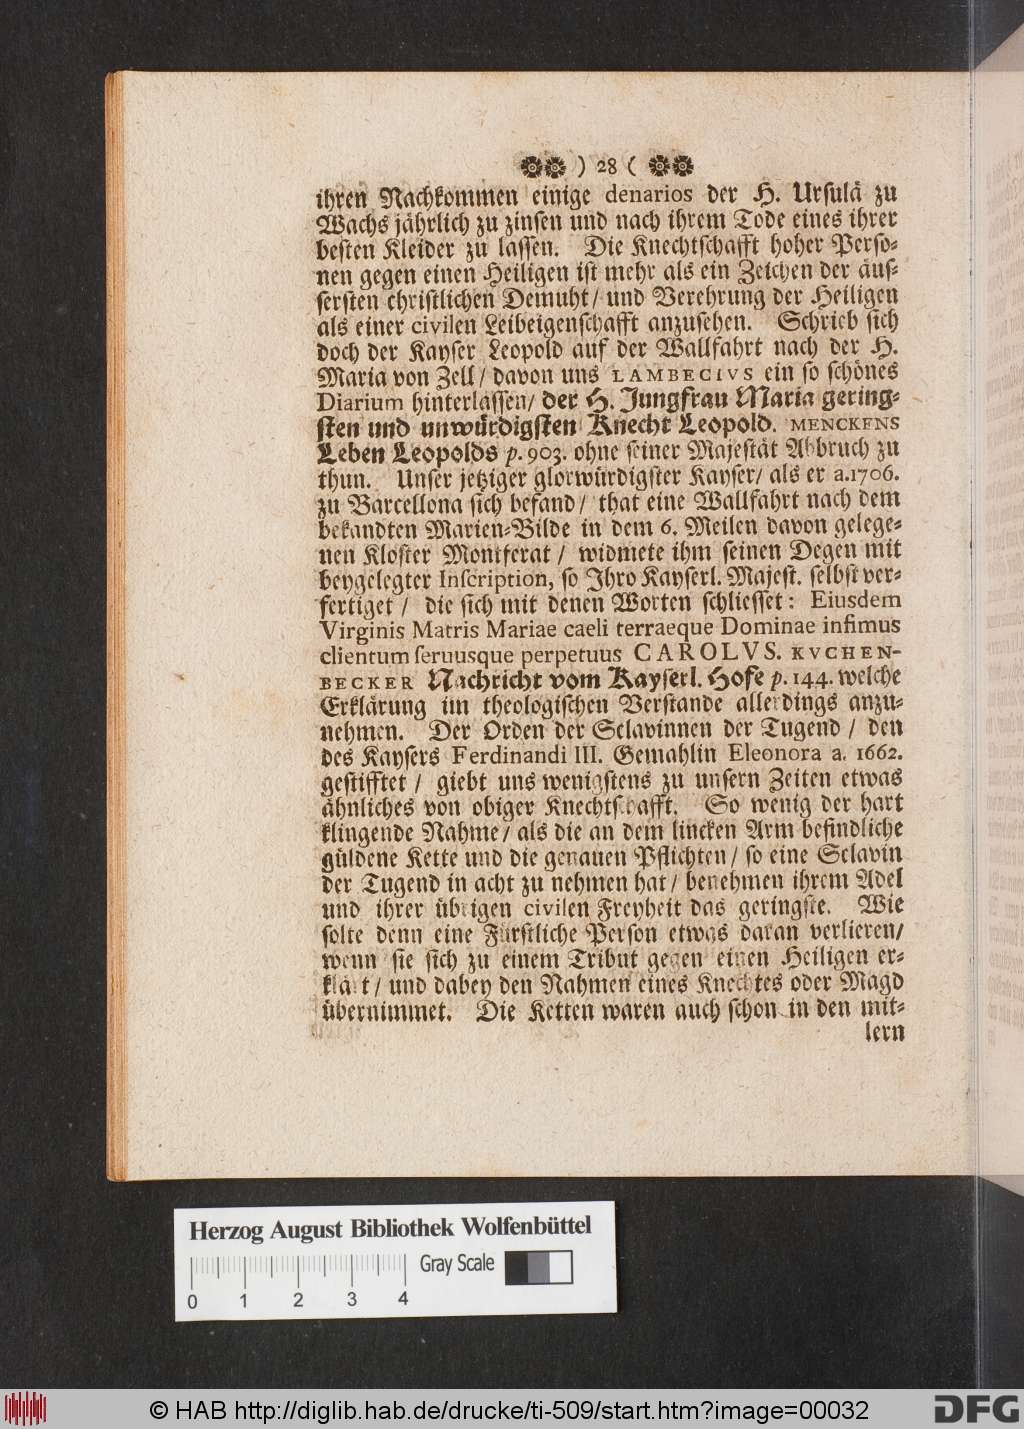 ) 28 (
ihren Nachkommen einige denarios der H. Ursulä zu
Wachs jährlich zu zinsen und nach ihrem Tode eines ihrer
besten Kleider zu lassen. Die Knechtschafft hoher Perso-
nen gegen einen Heiligen ist mehr als ein Zeichen der äus-
sersten christlichen Demuht / und Verehrung der Heiligen
als einer civilen Leibeigenschafft anzusehen. Schrieb sich
doch der Kayser Leopold auf der Wallfahrt nach der H.
Maria von Zell / davon uns LAMBECIVS ein so schönes
Diarium hinterlassen / der H. Jungfrau Maria gering-
sten und unwürdigsten Knecht Leopold. MENCKENS
Leben Leopolds p. 903. ohne seiner Majestät Abbruch zu
thun. Unser jetziger glorwürdigster Kayser / als er a. 1706.
zu Barcellona sich befand / that eine Wallfahrt nach dem
bekandten Marien-Bilde in dem 6. Meilen davon gelege-
nen Kloster Montferat / widmete ihm seinen Degen mit
beygelegter Inscription, so Ihro Kayserl. Majest. selbst ver-
fertiget / die sich mit denen Worten schliesset: Eiusdem
Virginis Matris Mariae caeli terraeque Dominae infimus
clientum seruusque perpetuus CAROLVS. KVCHEN-
BECKER Nachricht vom Kayserl. Hofe p. 144. welche
Erklärung im theologischen Verstande allerdings anzu-
nehmen. Der Orden der Sclavinnen der Tugend / den
des Kaysers Ferdinandi III. Gemahlin Eleonora a. 1662.
gestifftet / giebt uns wenigstens zu unsern Zeiten etwas
ähnliches von obiger Knechtschafft. So wenig der hart
klingende Nahme / als die an dem lincken Arm befindliche
güldene Kette und die genauen Pflichten / so eine Sclavin
der Tugend in acht zu nehmen hat / benehmen ihrem Adel
und ihrer übrigen civilen Freyheit das geringste. Wie
solte denn eine Fürstliche Person etwas daran verlieren /
wenn sie sich zu einem Tribut gegen einen Heiligen er-
klärt / und dabey den Nahmen eines Knechtes oder Magd
übernimmet. Die Ketten waren auch schon in den mit-
lern
Herzog August Bibliothek Wolfenbüttel
Gray Scale
0 1 2 3 4
© HAB http://diglib.hab.de/drucke/ti-509/start.htm?image=00032
DFG